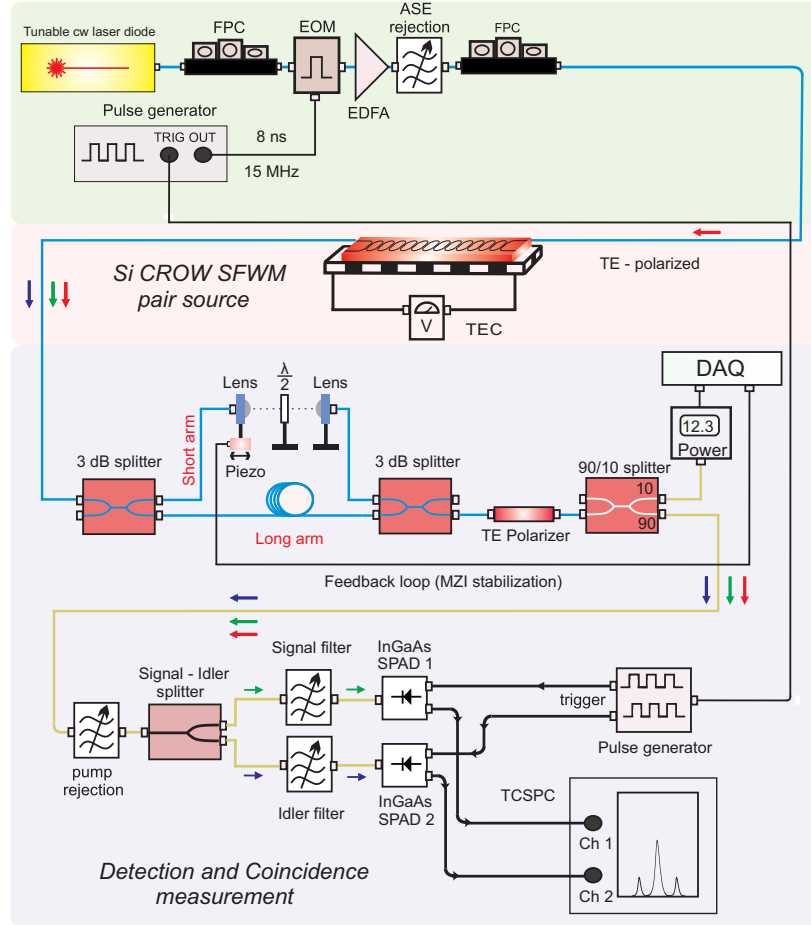 Tunable cw laser diode
FPC
EOM
ASE
rejection
FPC
EDFA
Pulse generator
TRIG OUT
8 ns
15 MHz
Si CROW SFWM
pair source
TE - polarized
V
TEC
DAQ
12.3
Power
Lens
λ
2
Lens
Short arm
Piezo
3 dB splitter
3 dB splitter
90/10 splitter
10
90
Long arm
TE Polarizer
Feedback loop (MZI stabilization)
Signal filter
InGaAs
SPAD 1
Signal - Idler
splitter
trigger
Pulse generator
pump
rejection
Idler filter
InGaAs
SPAD 2
TCSPC
Ch 1
Ch 2
Detection and Coincidence
measurement